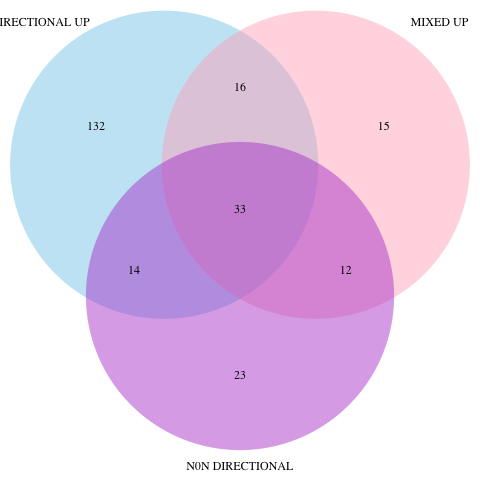 IRECTIONAL UP
MIXED UP
16
132
15
33
14
12
23
N0N DIRECTIONAL